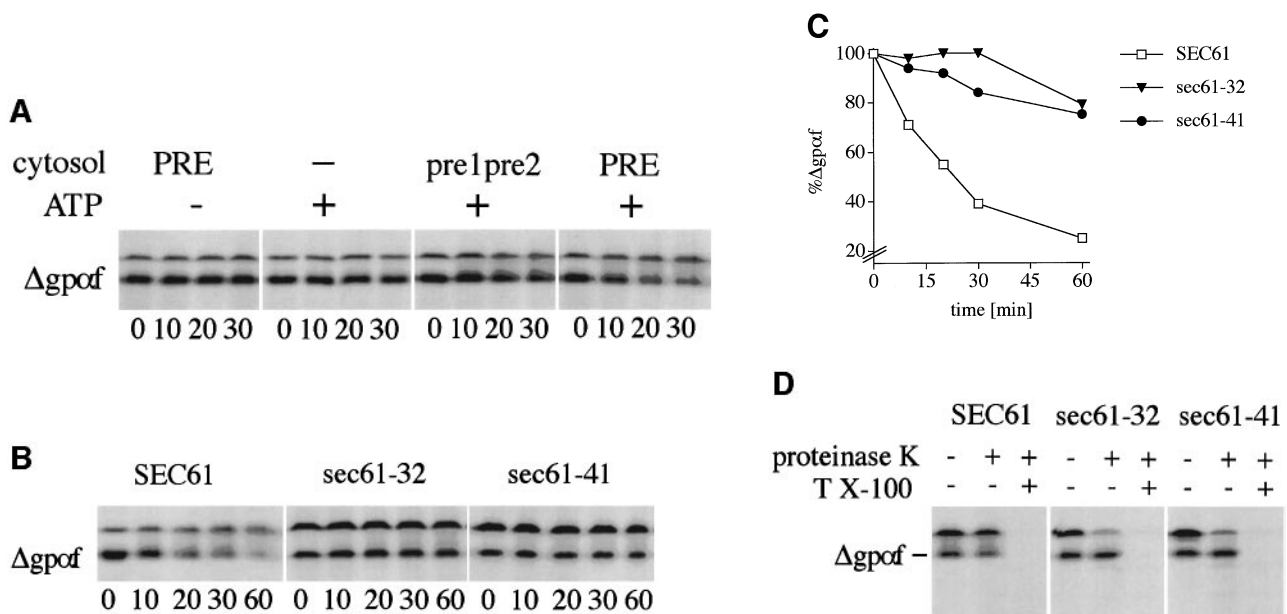 A
cytosol PRE – pre1pre2 PRE
ATP - + + +
Δgpαf
0 10 20 30 0 10 20 30 0 10 20 30 0 10 20 30
B
SEC61 sec61-32 sec61-41
Δgpαf
0 10 20 30 60 0 10 20 30 60 0 10 20 30 60
C
100
80
60
40
20
%Δgpαf
0 15 30 45 60
time [min]
SEC61
sec61-32
sec61-41
D
SEC61 sec61-32 sec61-41
proteinase K - + + - + + - + +
T X-100 - - + - - + - - +
Δgpαf –